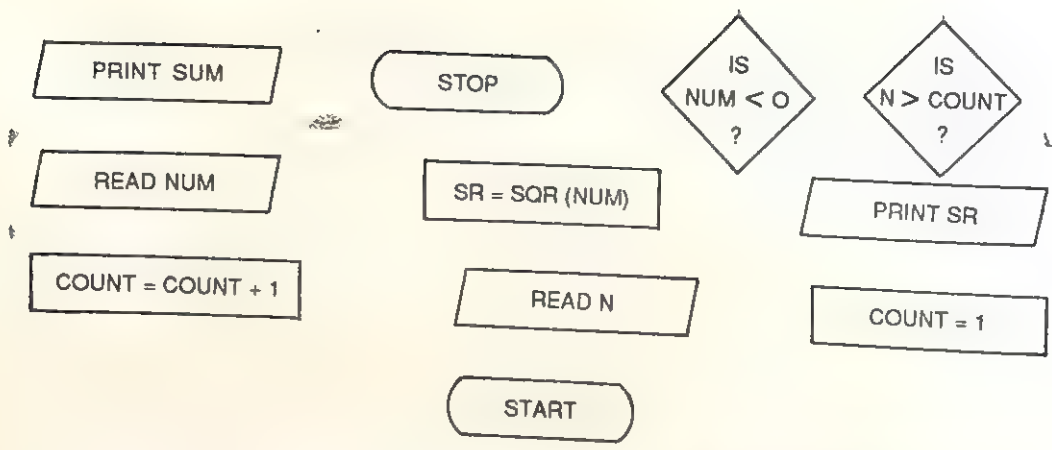 PRINT SUM
STOP
IS
NUM < O
?
IS
N > COUNT
?
READ NUM
SR = SQR (NUM)
PRINT SR
COUNT = COUNT + 1
READ N
COUNT = 1
START